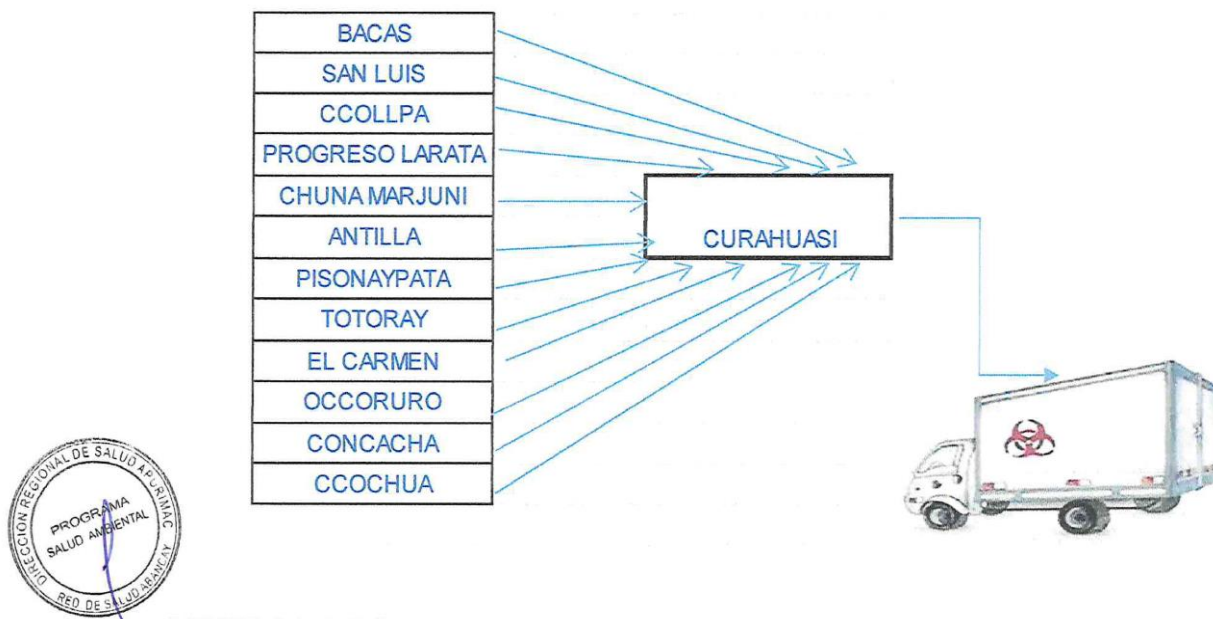 BACAS
SAN LUIS
CCOLLPA
PROGRESO LARATA
CHUNA MARJUNI
ANTILLA
PISONAYPATA
TOTORAY
EL CARMEN
OCCORURO
CONCACHA
CCOCHUA
CURAHUASI
DIRECCION REGIONAL DE SALUD APURIMAC
PROGRAMA
SALUD AMBIENTAL
RED DE SALUD ABANCAY